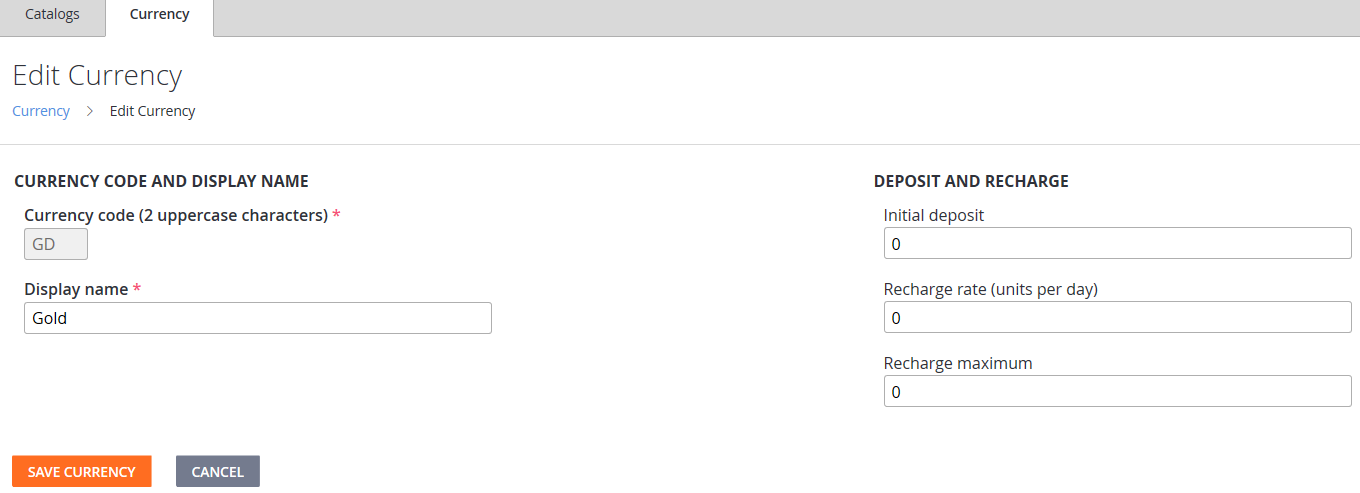 Catalogs
Currency
Edit Currency
Currency > Edit Currency
CURRENCY CODE AND DISPLAY NAME
Currency code (2 uppercase characters) *
GD
Display name *
Gold
DEPOSIT AND RECHARGE
Initial deposit
0
Recharge rate (units per day)
0
Recharge maximum
0
SAVE CURRENCY
CANCEL